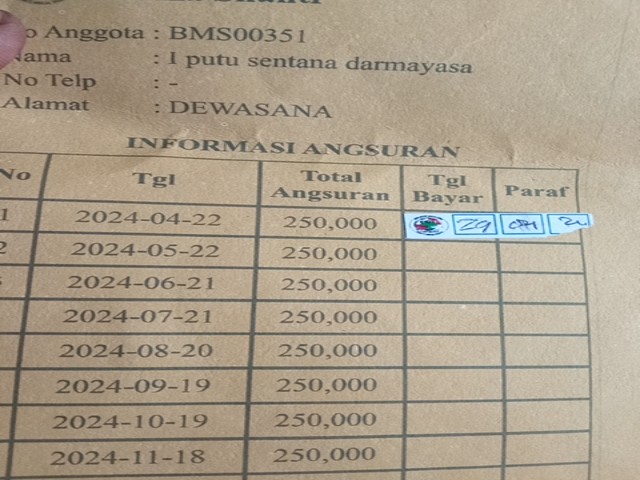 o Anggota : BMS00351
Nama : I putu sentana darmayasa
No Telp : -
Alamat : DEWASANA
INFORMASI ANGSURAN
No Tgl Total Angsuran Tgl Bayar Paraf
1 2024-04-22 250,000 29
2 2024-05-22 250,000
2024-06-21 250,000
2024-07-21 250,000
2024-08-20 250,000
2024-09-19 250,000
2024-10-19 250,000
2024-11-18 250,000